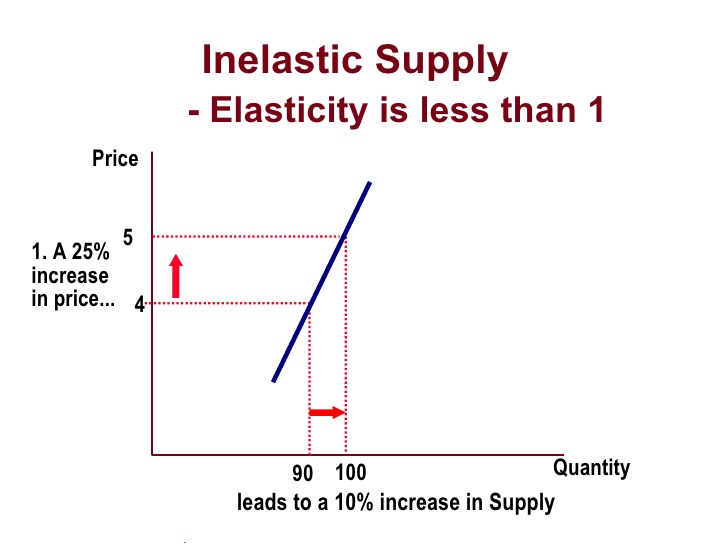 Inelastic Supply
- Elasticity is less than 1
Price
5
1. A 25%
increase
in price...
4
90
100
Quantity
leads to a 10% increase in Supply